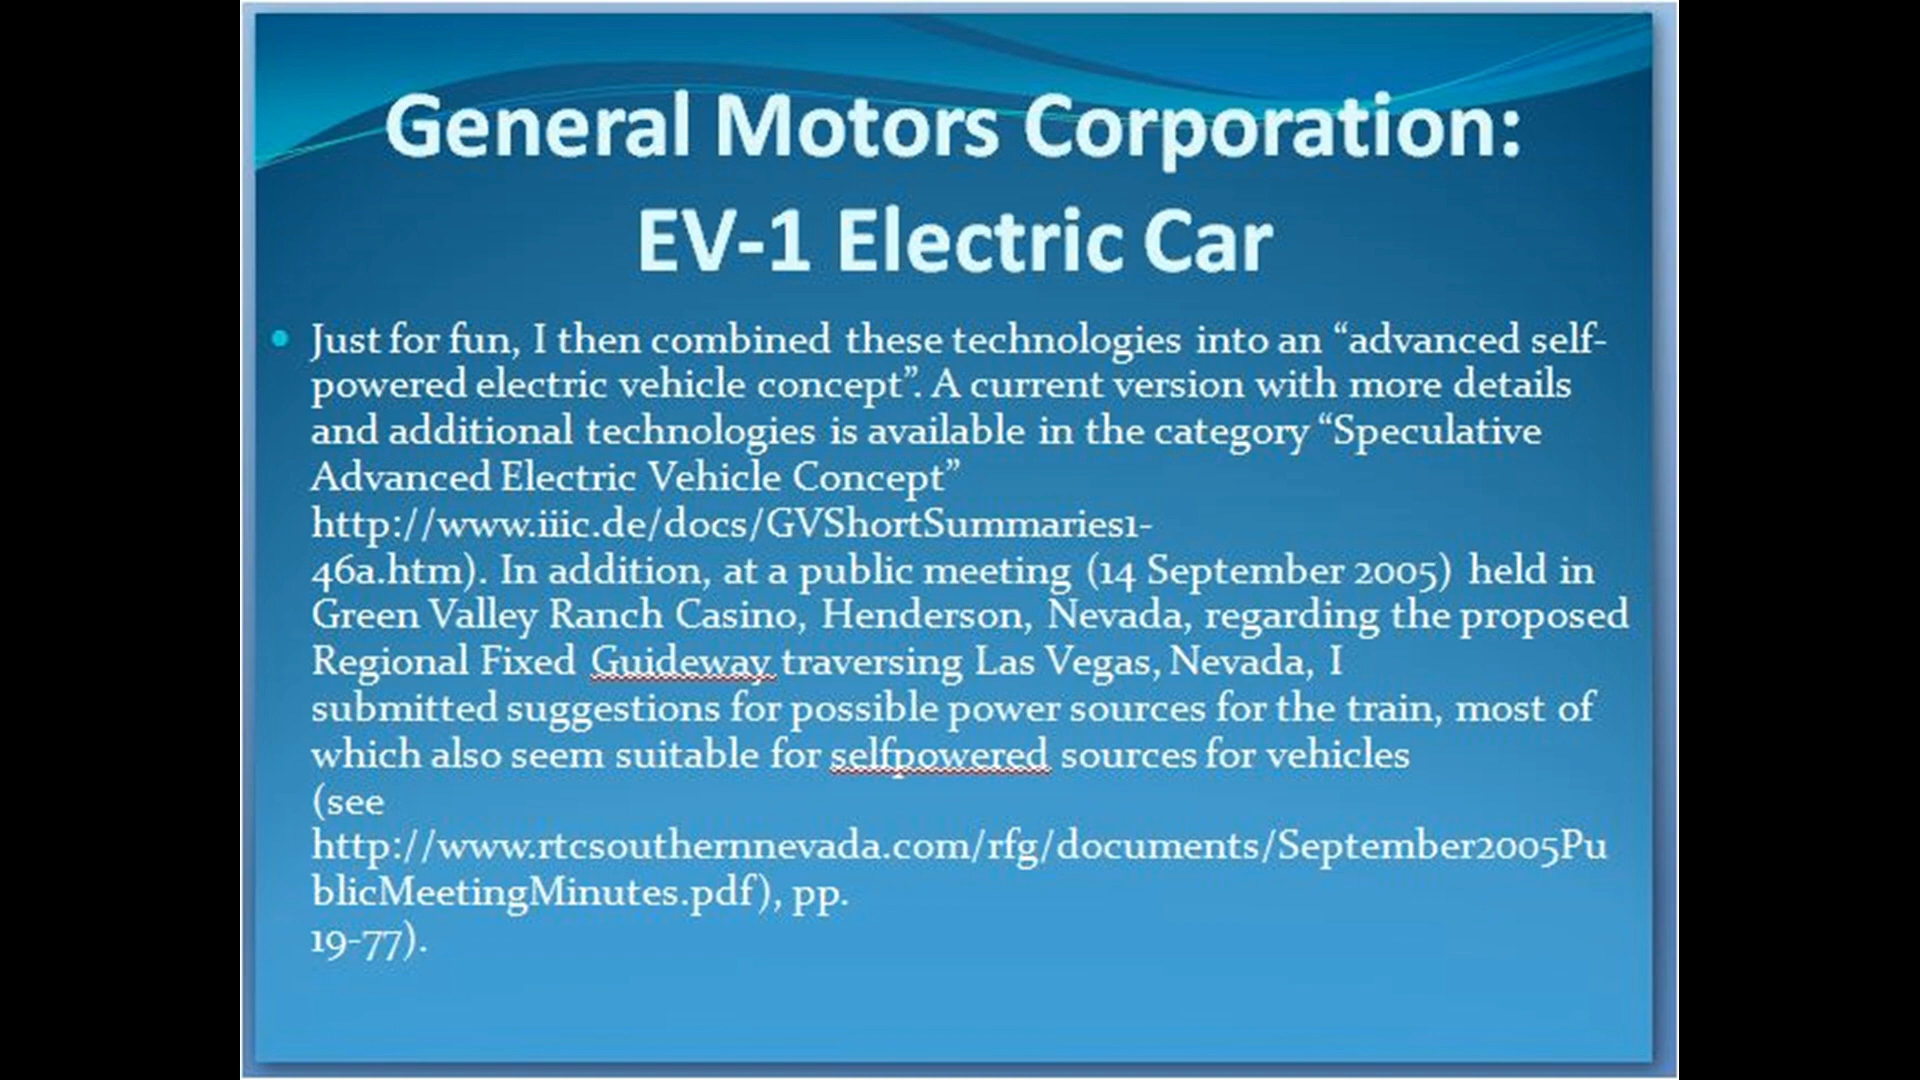 General Motors Corporation:
EV-1 Electric Car
Just for fun, I then combined these technologies into an “advanced self-
powered electric vehicle concept”. A current version with more details
and additional technologies is available in the category “Speculative
Advanced Electric Vehicle Concept”
http://www.iiic.de/docs/GVShortSummaries1-
46a.htm). In addition, at a public meeting (14 September 2005) held in
Green Valley Ranch Casino, Henderson, Nevada, regarding the proposed
Regional Fixed Guideway traversing Las Vegas, Nevada, I
submitted suggestions for possible power sources for the train, most of
which also seem suitable for selfpowered sources for vehicles
(see
http://www.rtcsouthernnevada.com/rfg/documents/September2005Pu
blicMeetingMinutes.pdf), pp.
19-77).